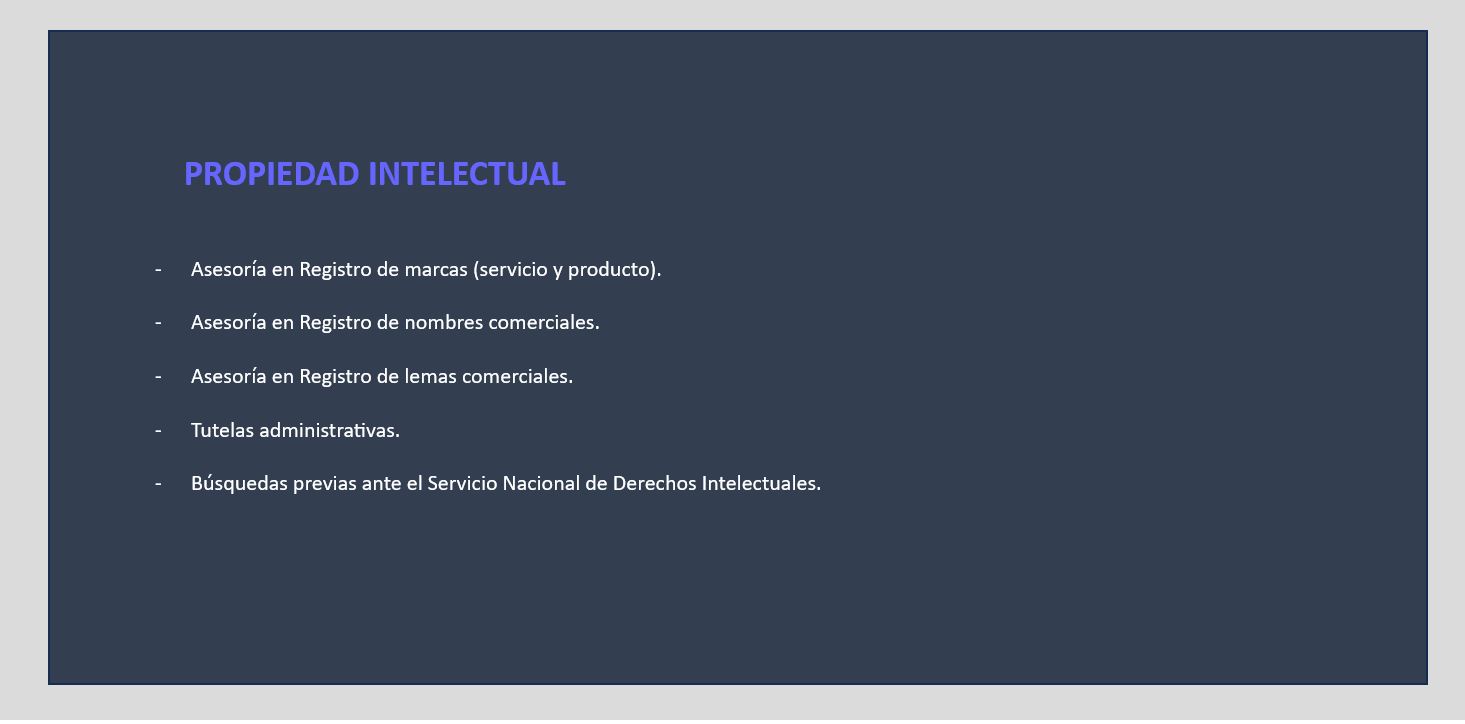 PROPIEDAD INTELECTUAL
- Asesoría en Registro de marcas (servicio y producto).
- Asesoría en Registro de nombres comerciales.
- Asesoría en Registro de lemas comerciales.
- Tutelas administrativas.
- Búsquedas previas ante el Servicio Nacional de Derechos Intelectuales.